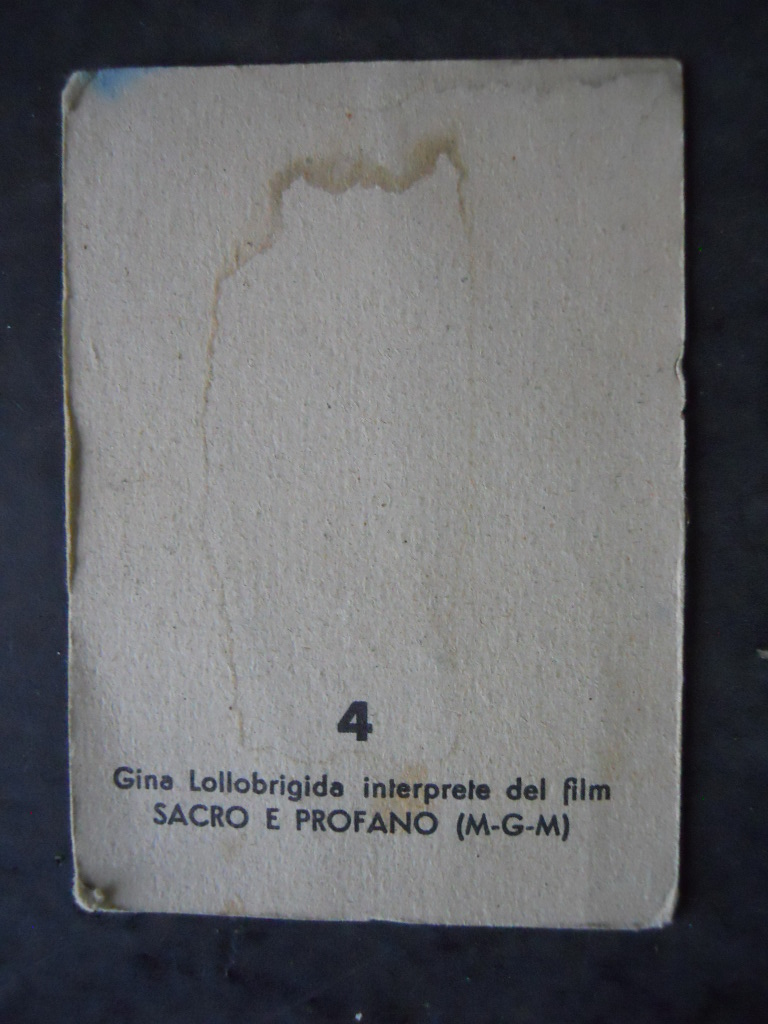 4
Gina Lollobrigida interprete del film
SACRO E PROFANO (M-G-M)